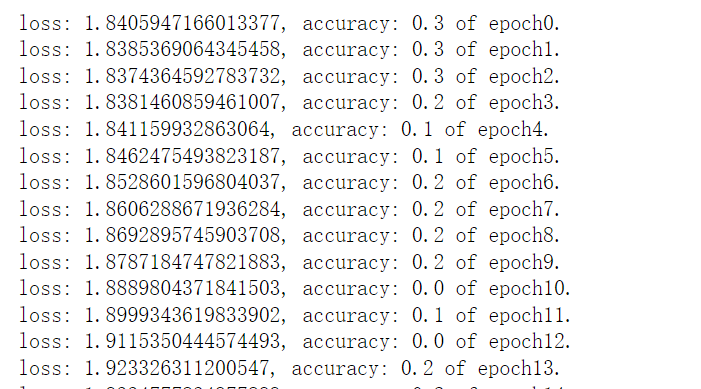 loss: 1.8405947166013377, accuracy: 0.3 of epoch0.
loss: 1.8385369064345458, accuracy: 0.3 of epoch1.
loss: 1.8374364592783732, accuracy: 0.3 of epoch2.
loss: 1.8381460859461007, accuracy: 0.2 of epoch3.
loss: 1.841159932863064, accuracy: 0.1 of epoch4.
loss: 1.8462475493823187, accuracy: 0.1 of epoch5.
loss: 1.8528601596804037, accuracy: 0.2 of epoch6.
loss: 1.8606288671936284, accuracy: 0.2 of epoch7.
loss: 1.8692895745903708, accuracy: 0.2 of epoch8.
loss: 1.8787184747821883, accuracy: 0.2 of epoch9.
loss: 1.8889804371841503, accuracy: 0.0 of epoch10.
loss: 1.8999343619833902, accuracy: 0.1 of epoch11.
loss: 1.9115350444574493, accuracy: 0.0 of epoch12.
loss: 1.923326311200547, accuracy: 0.2 of epoch13.